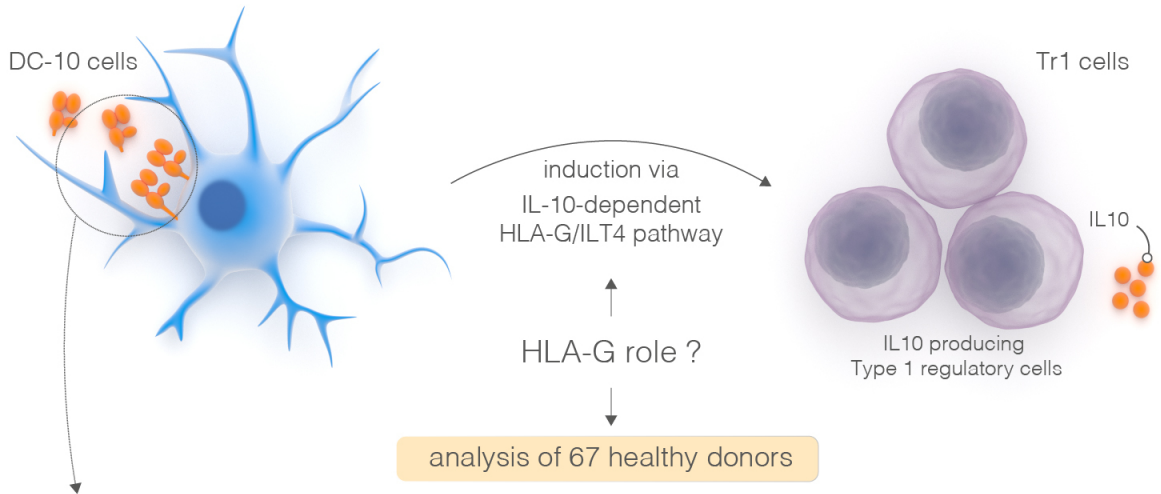 DC-10 cells
Tr1 cells
induction via
IL-10-dependent
HLA-G/ILT4 pathway
IL10
IL10 producing
Type 1 regulatory cells
HLA-G role ?
analysis of 67 healthy donors